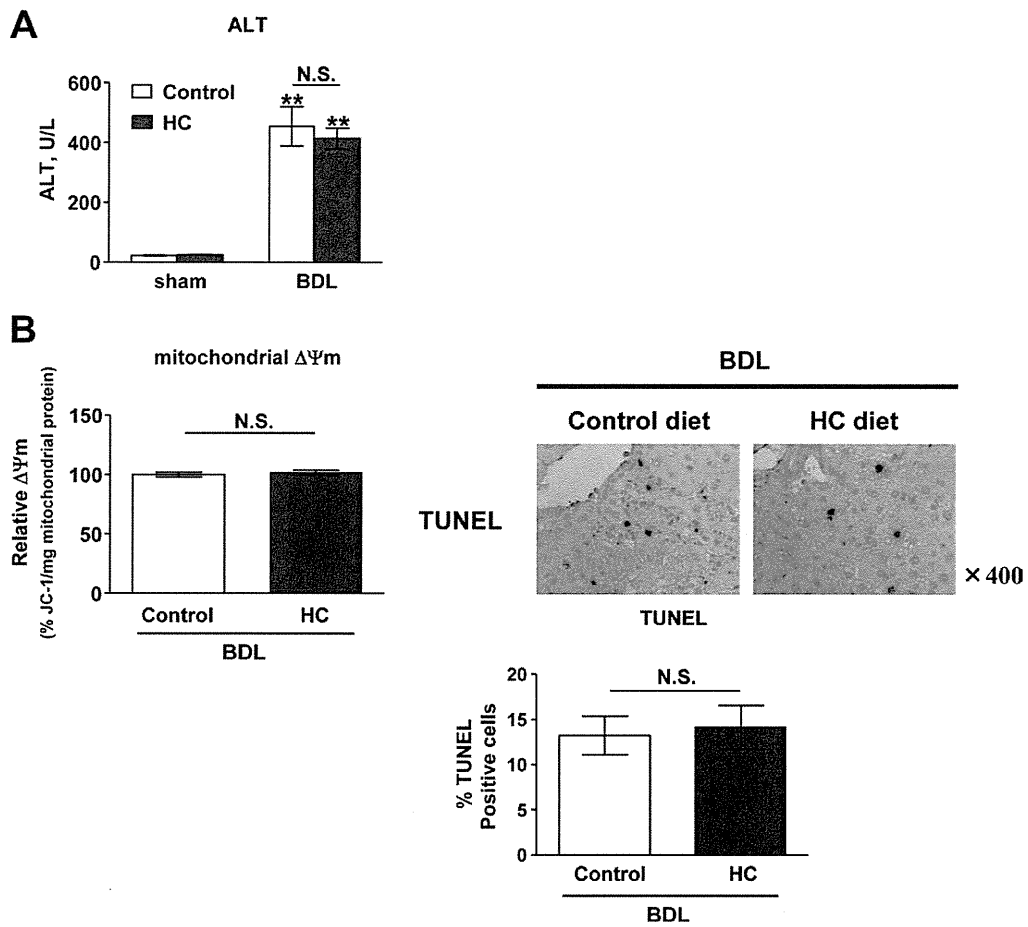 A
ALT
ALT, U/L
600
400
200
0
Control
HC
N.S.
**
**
sham
BDL
B
mitochondrial ΔΨm
Relative ΔΨm
(% JC-1/mg mitochondrial protein)
150
100
50
0
N.S.
Control
HC
BDL
BDL
Control diet
HC diet
TUNEL
×400
TUNEL
% TUNEL
Positive cells
20
15
10
5
0
N.S.
Control
HC
BDL